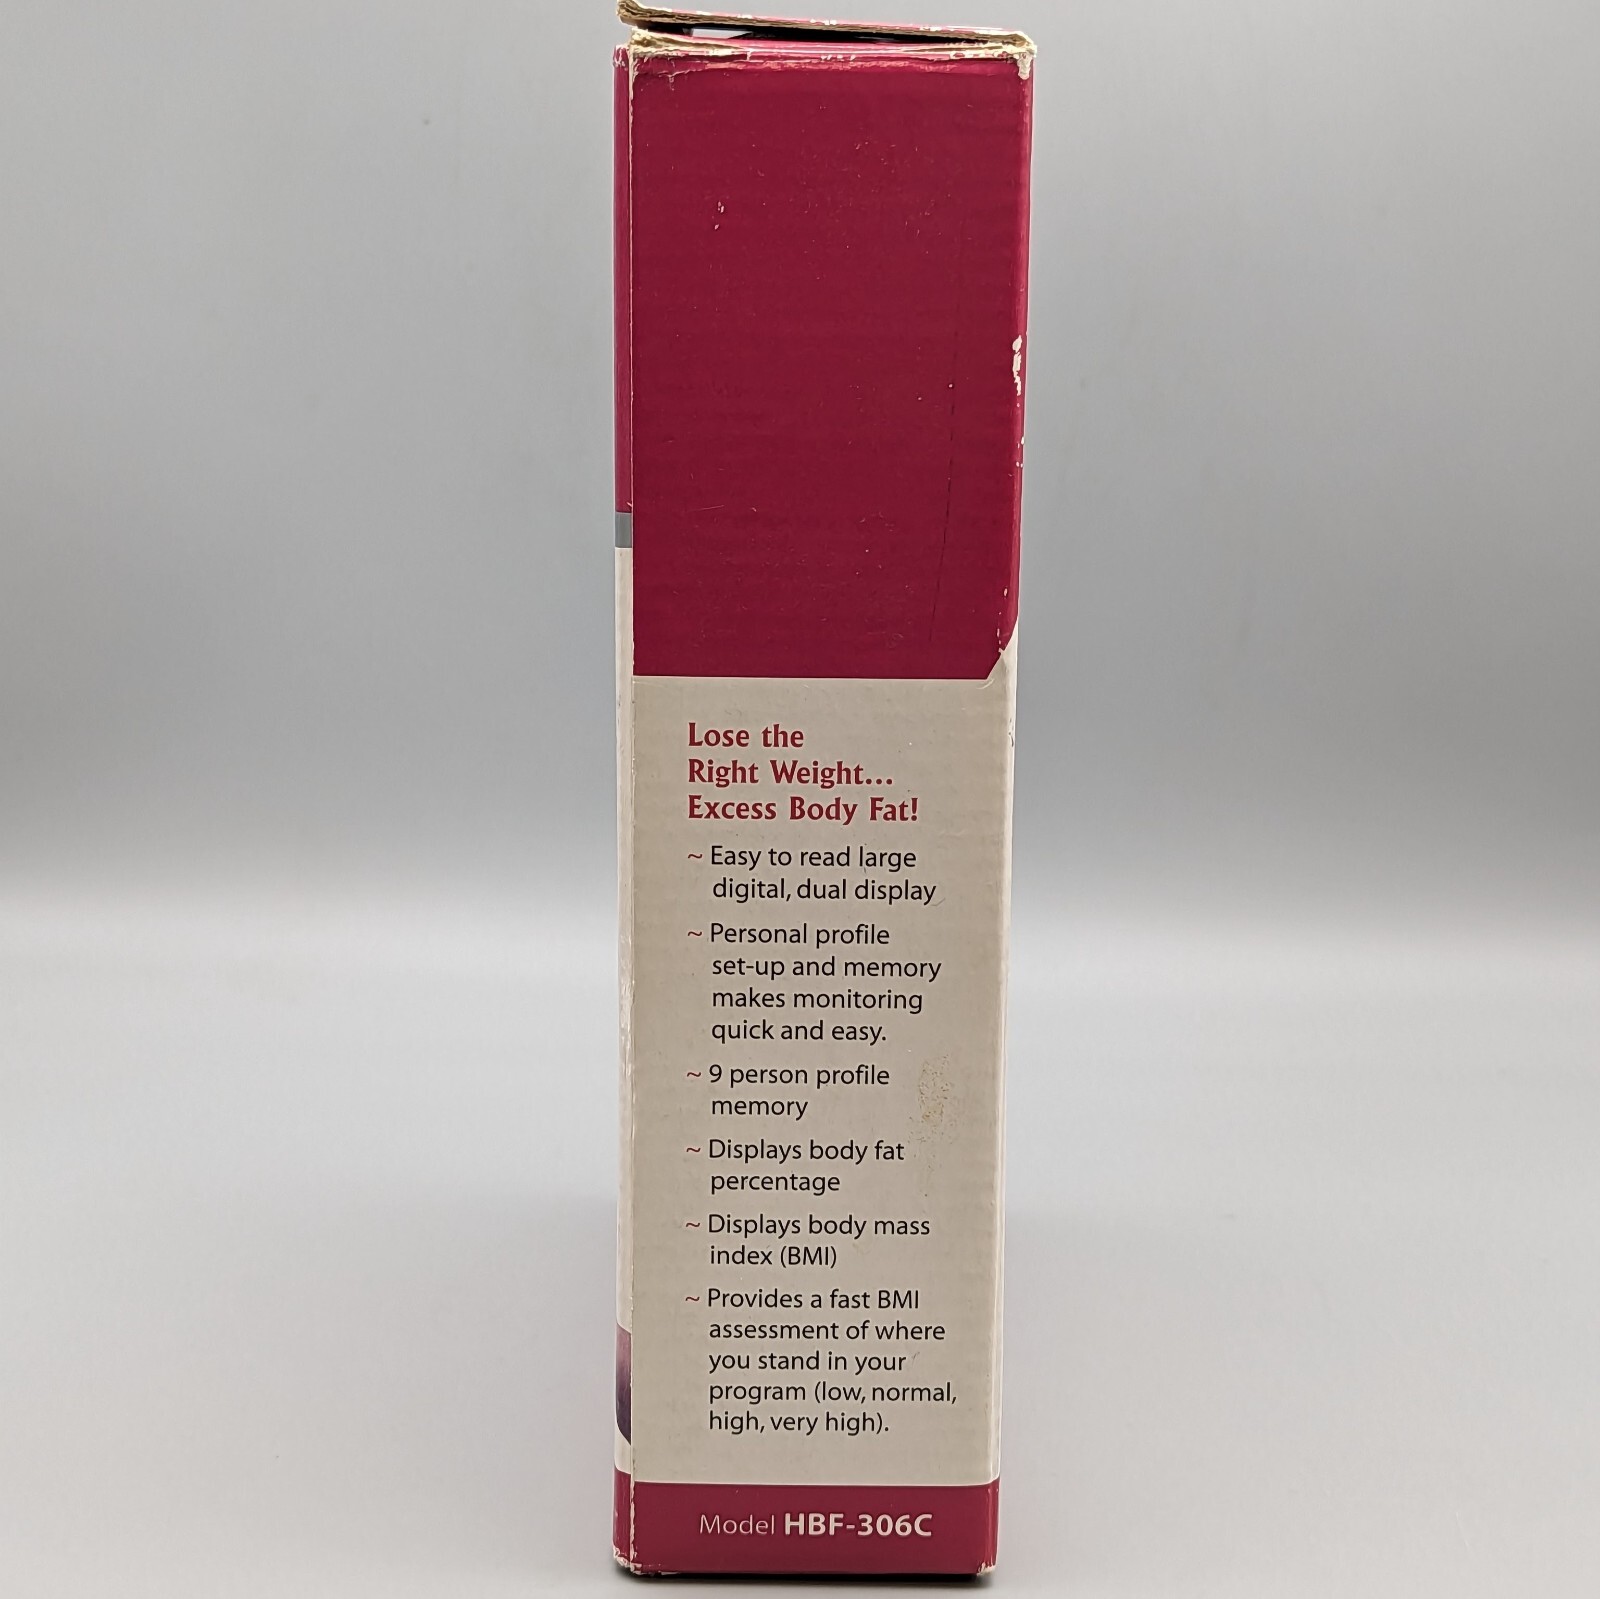 Lose the
Right Weight...
Excess Body Fat!
~ Easy to read large
digital, dual display
~ Personal profile
set-up and memory
makes monitoring
quick and easy.
~ 9 person profile
memory
~ Displays body fat
percentage
~ Displays body mass
index (BMI)
~ Provides a fast BMI
assessment of where
you stand in your
program (low, normal,
high, very high).
Model HBF-306C